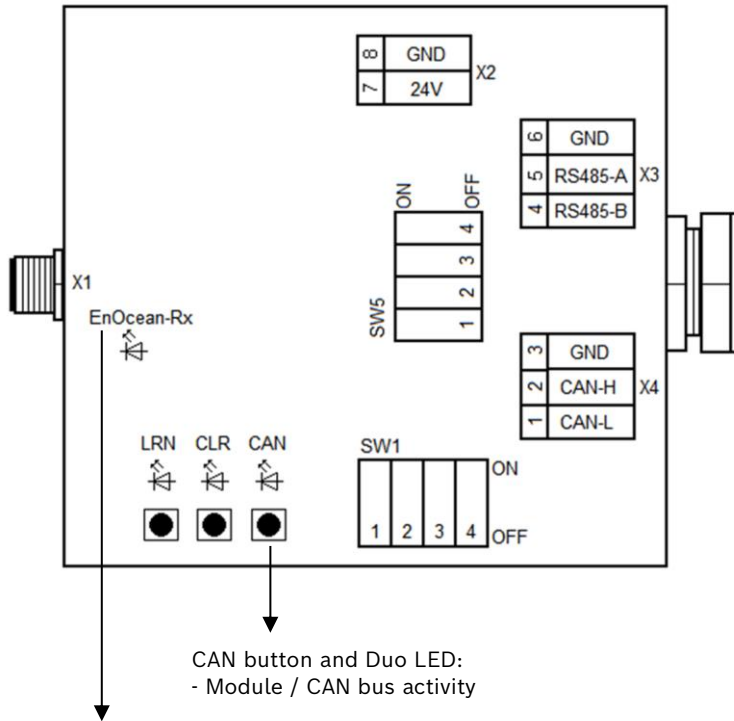 8 GND
7 24V
X2
6 GND
5 RS485-A
4 RS485-B
X3
ON OFF
4
3
2
1
SW5
X1
EnOcean-Rx
3 GND
2 CAN-H
1 CAN-L
X4
LRN CLR CAN
SW1
ON
1 2 3 4 OFF
CAN button and Duo LED:
- Module / CAN bus activity